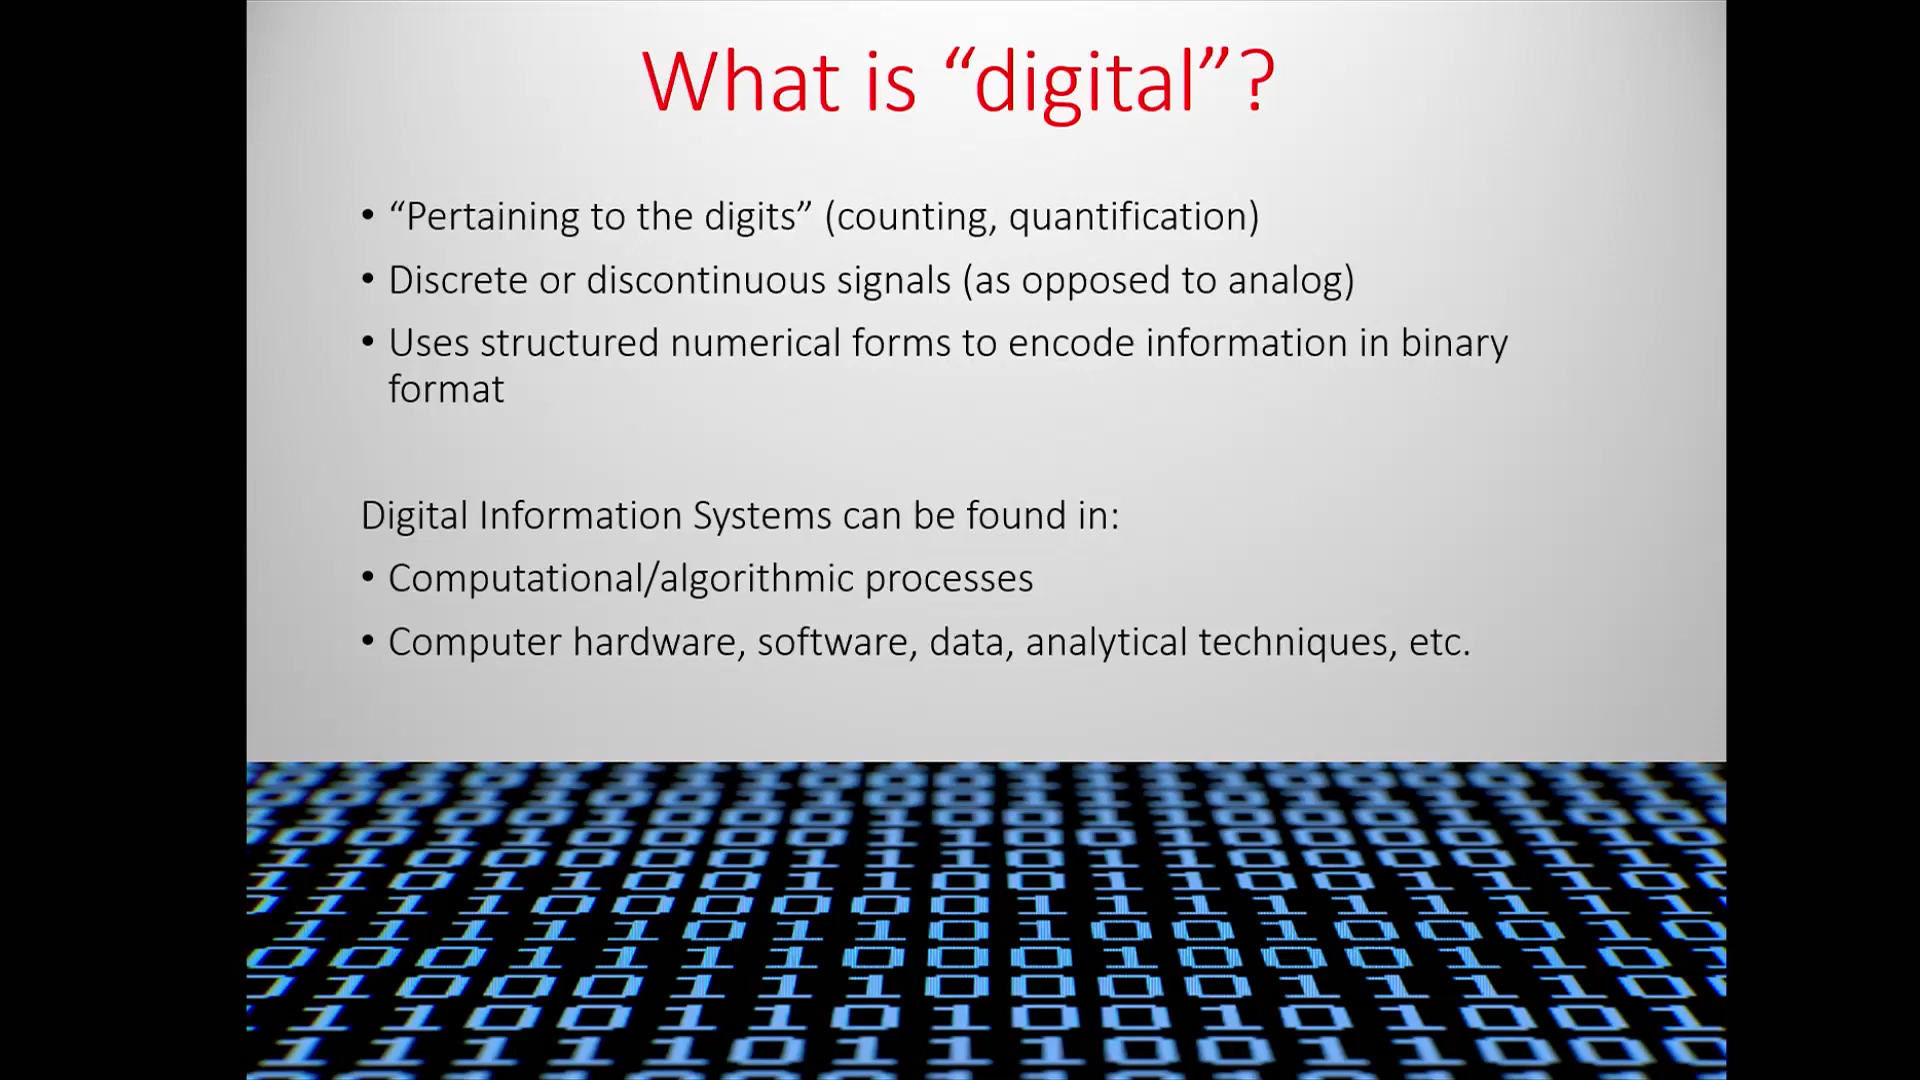 What is “digital”?
• “Pertaining to the digits” (counting, quantification)
• Discrete or discontinuous signals (as opposed to analog)
• Uses structured numerical forms to encode information in binary
format
Digital Information Systems can be found in:
• Computational/algorithmic processes
• Computer hardware, software, data, analytical techniques, etc.